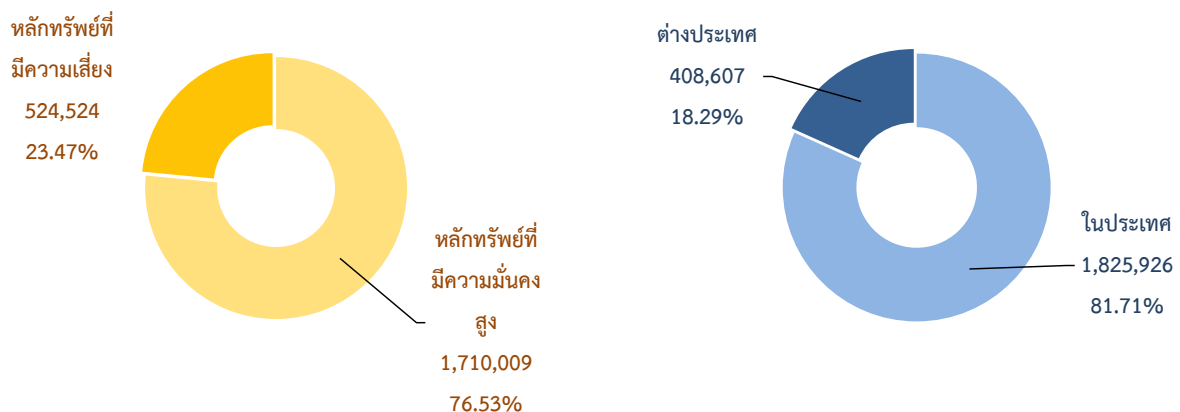 หลักทรัพย์ที่
มีความเสี่ยง
524,524
23.47%
หลักทรัพย์ที่
มีความมั่นคง
สูง
1,710,009
76.53%
ต่างประเทศ
408,607
18.29%
ในประเทศ
1,825,926
81.71%